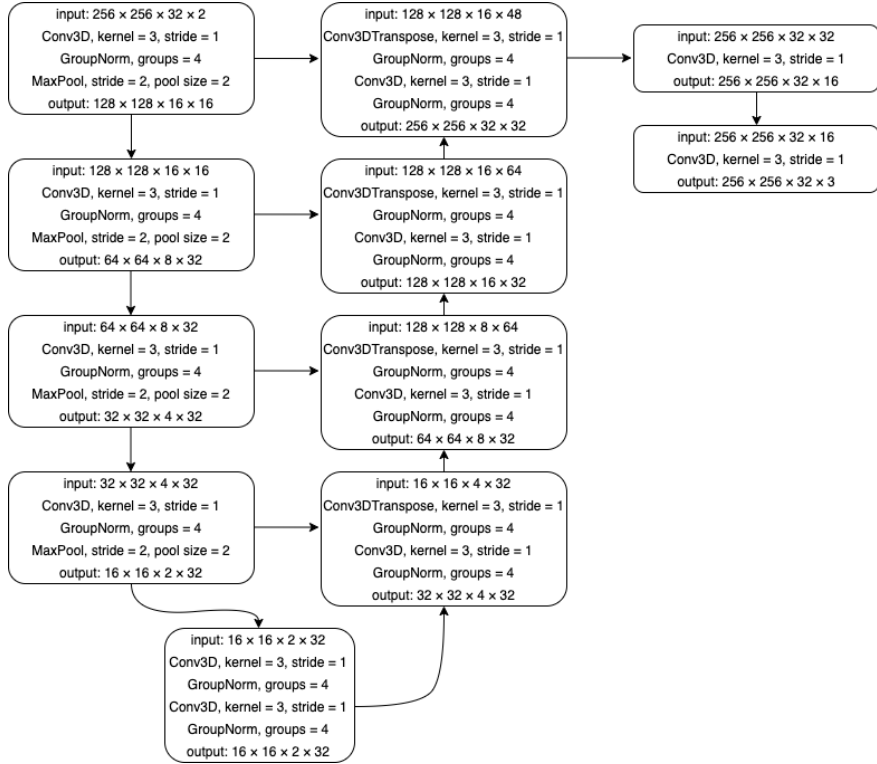 input: 256 × 256 × 32 × 2
Conv3D, kernel = 3, stride = 1
GroupNorm, groups = 4
MaxPool, stride = 2, pool size = 2
output: 128 × 128 × 16 × 16
input: 128 × 128 × 16 × 48
Conv3DTranspose, kernel = 3, stride = 1
GroupNorm, groups = 4
Conv3D, kernel = 3, stride = 1
GroupNorm, groups = 4
output: 256 × 256 × 32 × 32
input: 256 × 256 × 32 × 32
Conv3D, kernel = 3, stride = 1
output: 256 × 256 × 32 × 16
input: 256 × 256 × 32 × 16
Conv3D, kernel = 3, stride = 1
output: 256 × 256 × 32 × 3
input: 128 × 128 × 16 × 16
Conv3D, kernel = 3, stride = 1
GroupNorm, groups = 4
MaxPool, stride = 2, pool size = 2
output: 64 × 64 × 8 × 32
input: 128 × 128 × 16 × 64
Conv3DTranspose, kernel = 3, stride = 1
GroupNorm, groups = 4
Conv3D, kernel = 3, stride = 1
GroupNorm, groups = 4
output: 128 × 128 × 16 × 32
input: 64 × 64 × 8 × 32
Conv3D, kernel = 3, stride = 1
GroupNorm, groups = 4
MaxPool, stride = 2, pool size = 2
output: 32 × 32 × 4 × 32
input: 128 × 128 × 8 × 64
Conv3DTranspose, kernel = 3, stride = 1
GroupNorm, groups = 4
Conv3D, kernel = 3, stride = 1
GroupNorm, groups = 4
output: 64 × 64 × 8 × 32
input: 32 × 32 × 4 × 32
Conv3D, kernel = 3, stride = 1
GroupNorm, groups = 4
MaxPool, stride = 2, pool size = 2
output: 16 × 16 × 2 × 32
input: 16 × 16 × 4 × 32
Conv3DTranspose, kernel = 3, stride = 1
GroupNorm, groups = 4
Conv3D, kernel = 3, stride = 1
GroupNorm, groups = 4
output: 32 × 32 × 4 × 32
input: 16 × 16 × 2 × 32
Conv3D, kernel = 3, stride = 1
GroupNorm, groups = 4
Conv3D, kernel = 3, stride = 1
GroupNorm, groups = 4
output: 16 × 16 × 2 × 32